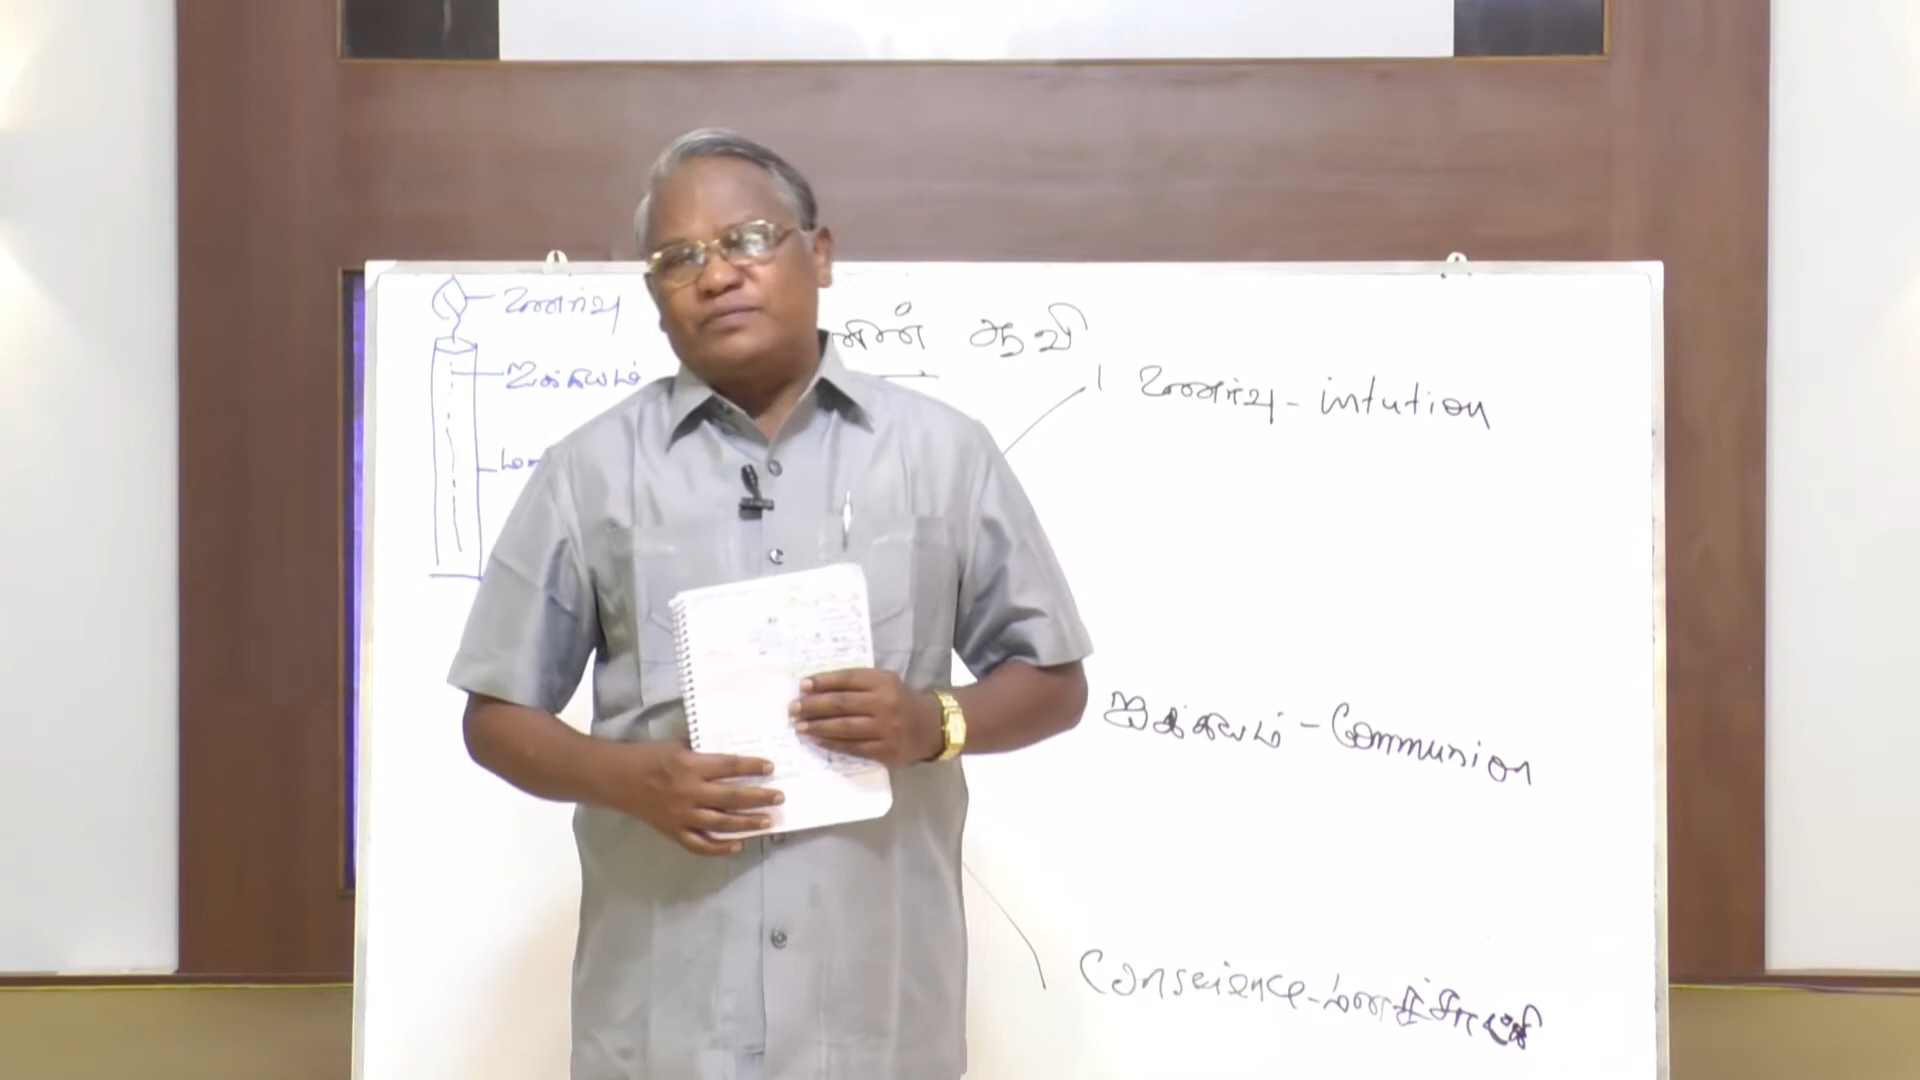 உணர்வு
ஐக்கியம்
ஆவி
1 உணர்வு - intution
ஐக்கியம் - Communion
Conscience - மனசாட்சி